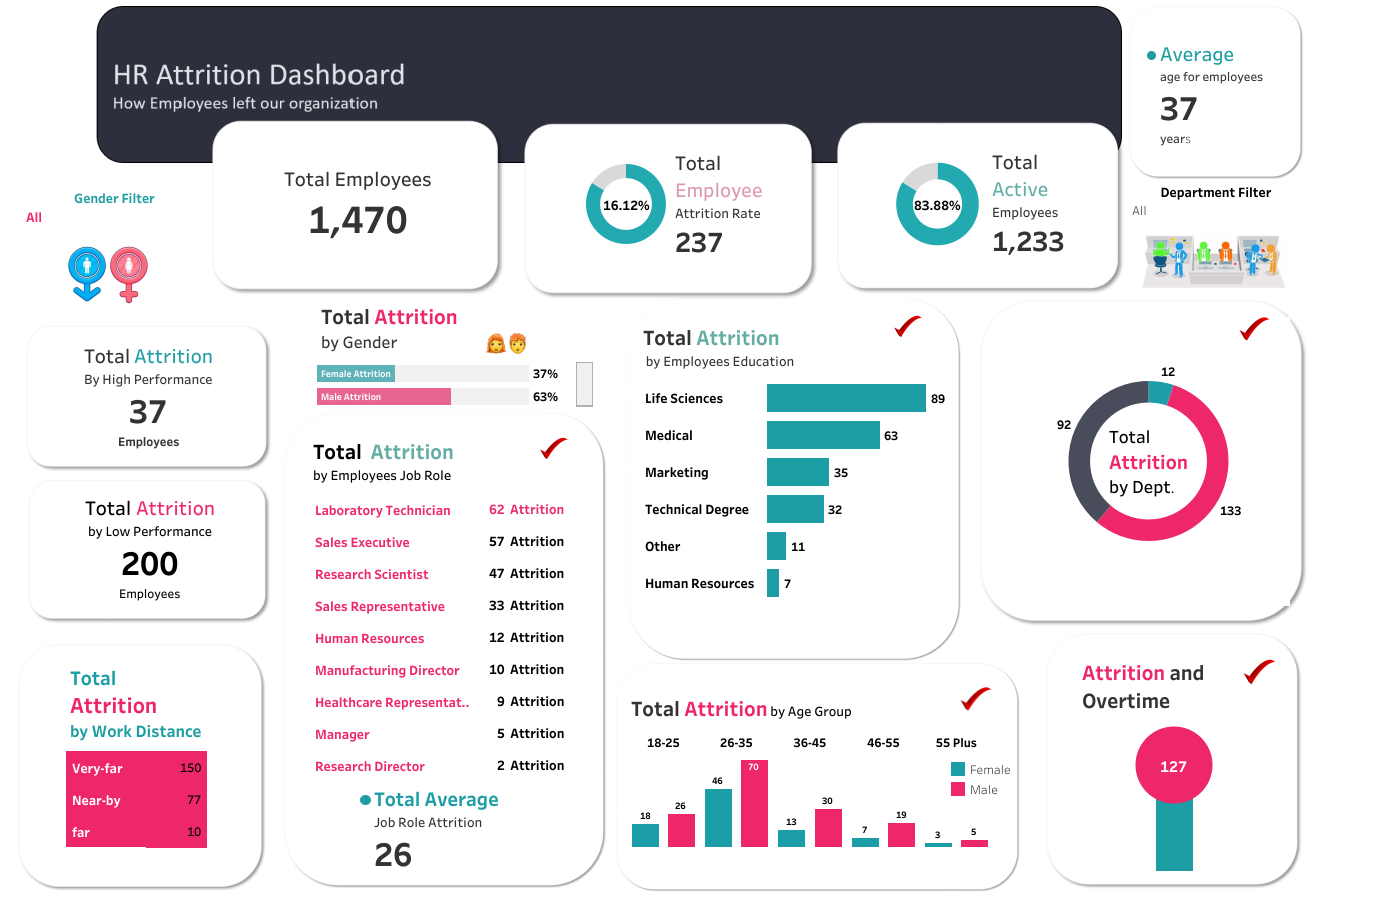 HR Attrition Dashboard
How Employees left our organization
Average
age for employees
37
years
Total Employees
1,470
16.12%
Total
Employee
Attrition Rate
237
83.88%
Total
Active
Employees
1,233
Gender Filter
All
Department Filter
All
Total Attrition
By High Performance
37
Employees
Total Attrition
by Low Performance
200
Employees
Total
Attrition
by Work Distance
Very-far 150
Near-by 77
far 10
Total Attrition
by Gender
Female Attrition 37%
Male Attrition 63%
Total Attrition
by Employees Job Role
Laboratory Technician 62 Attrition
Sales Executive 57 Attrition
Research Scientist 47 Attrition
Sales Representative 33 Attrition
Human Resources 12 Attrition
Manufacturing Director 10 Attrition
Healthcare Representat.. 9 Attrition
Manager 5 Attrition
Research Director 2 Attrition
Total Average
Job Role Attrition
26
Total Attrition
by Employees Education
Life Sciences 89
Medical 63
Marketing 35
Technical Degree 32
Other 11
Human Resources 7
12
92
133
Total
Attrition
by Dept.
Total Attrition by Age Group
18-25 26-35 36-45 46-55 55 Plus
Female
Male
18 26 46 70 13 30 7 19 3 5
Attrition and
Overtime
127